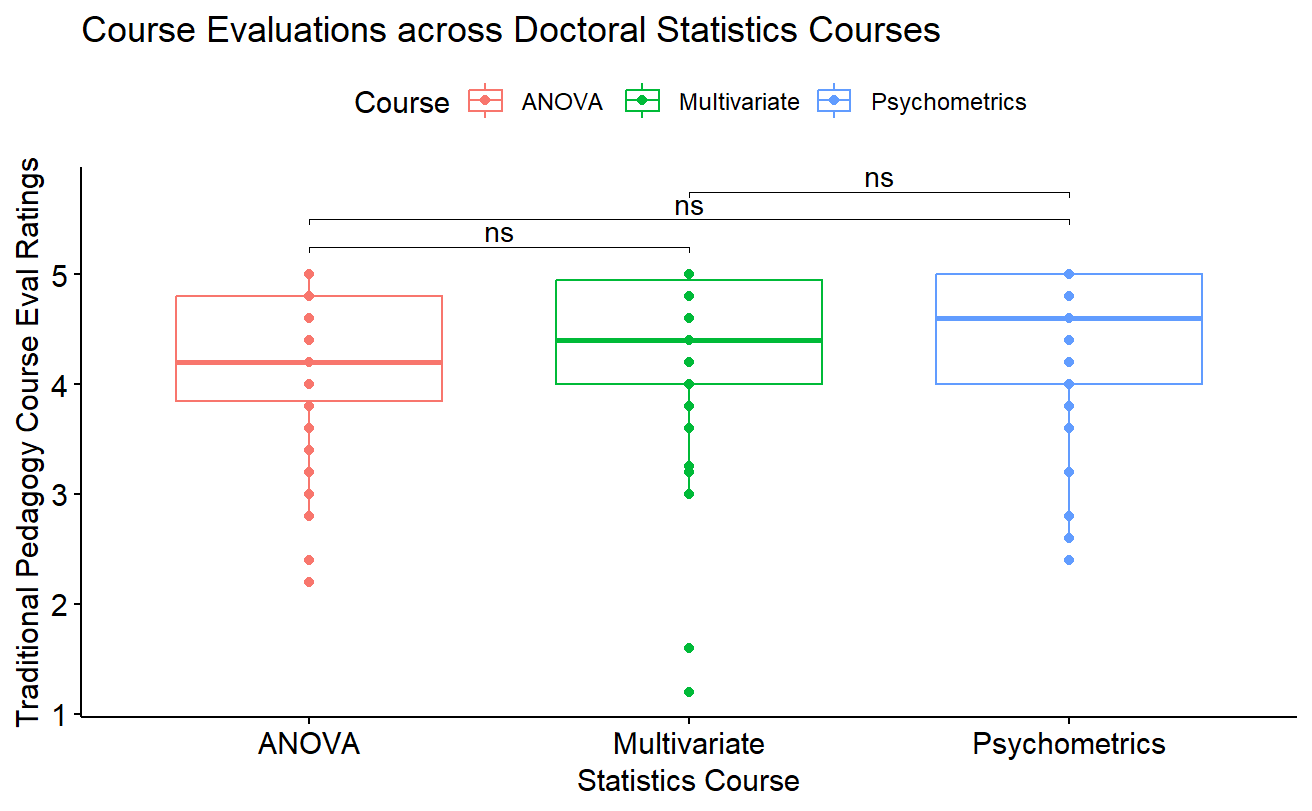 Course Evaluations across Doctoral Statistics Courses
Course ANOVA Multivariate Psychometrics
Traditional Pedagogy Course Eval Ratings
ns
ns
ns
5
4
3
2
1
ANOVA Multivariate Psychometrics
Statistics Course